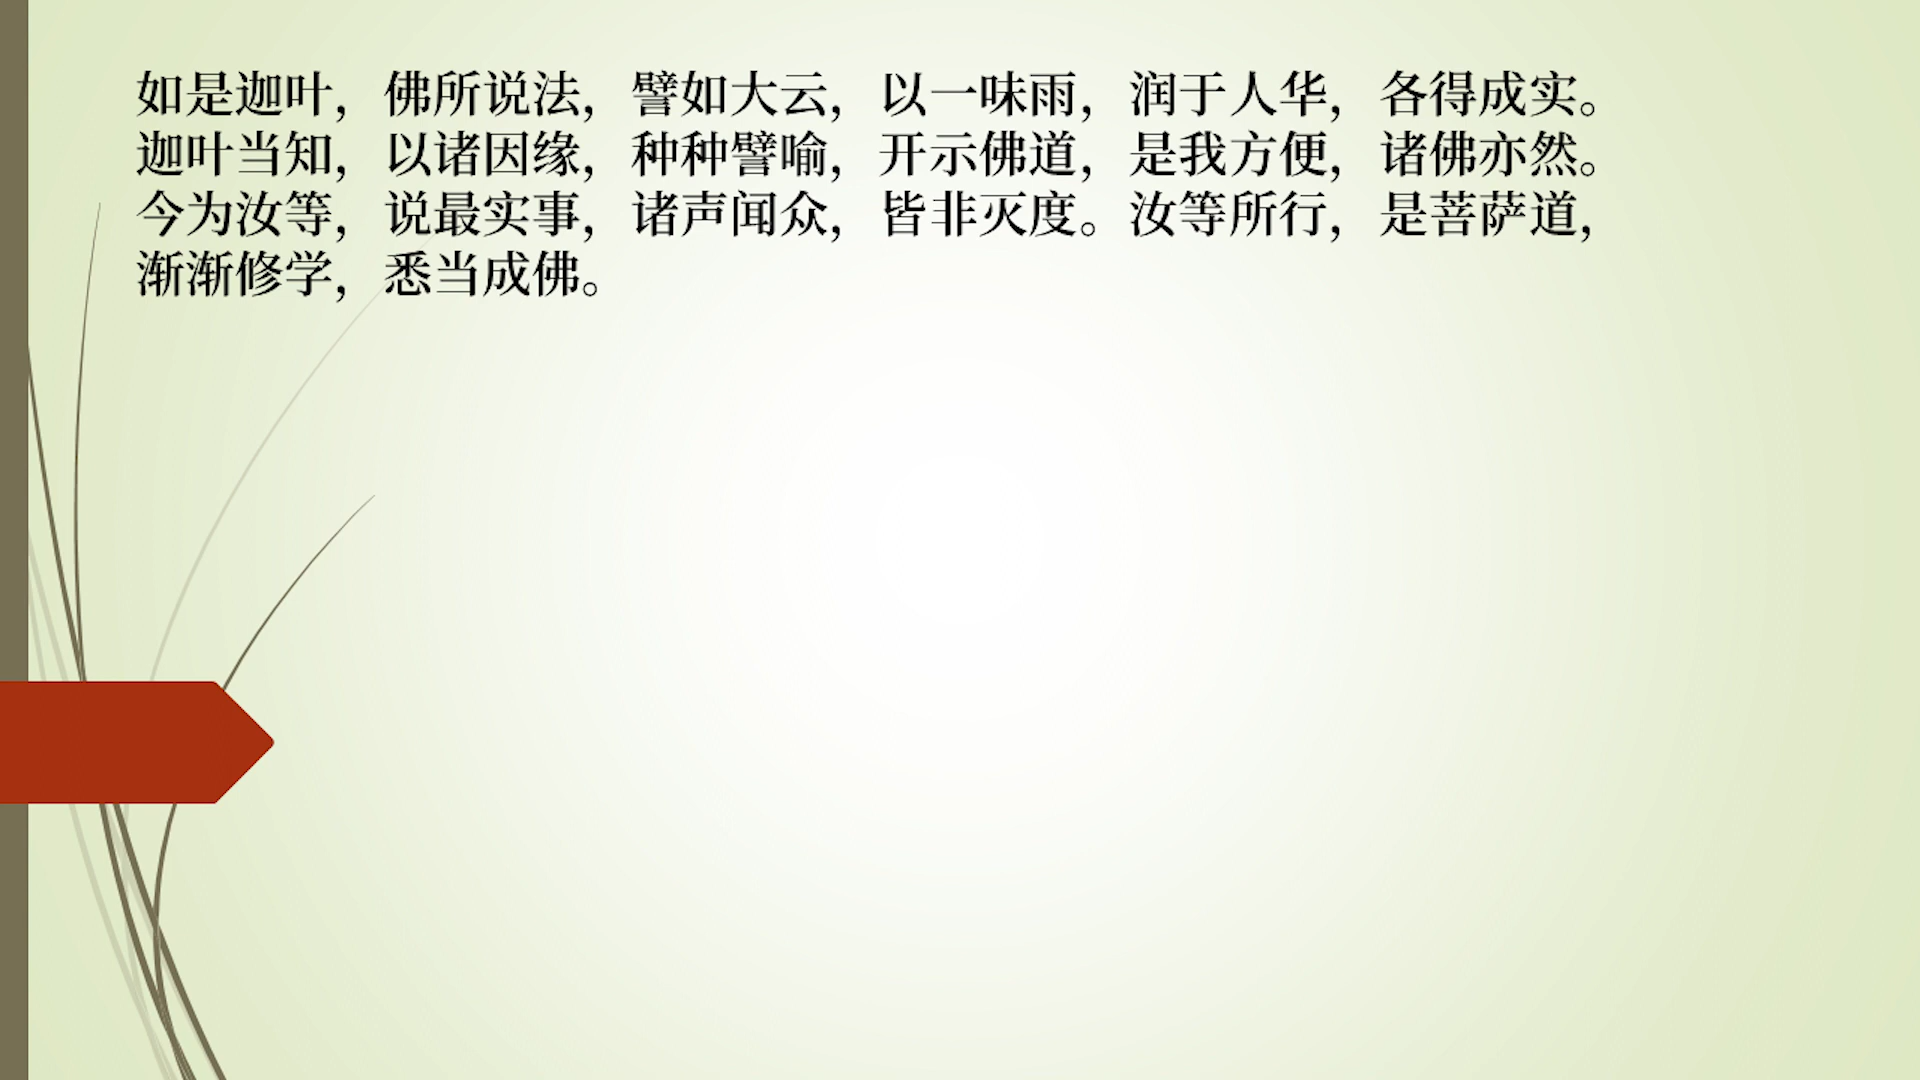 如是迦叶，佛所说法，譬如大云，以一味雨，润于人华，各得成实。
迦叶当知，以诸因缘，种种譬喻，开示佛道，是我方便，诸佛亦然。
今为汝等，说最实事，诸声闻众，皆非灭度。汝等所行，是菩萨道，
渐渐修学，悉当成佛。